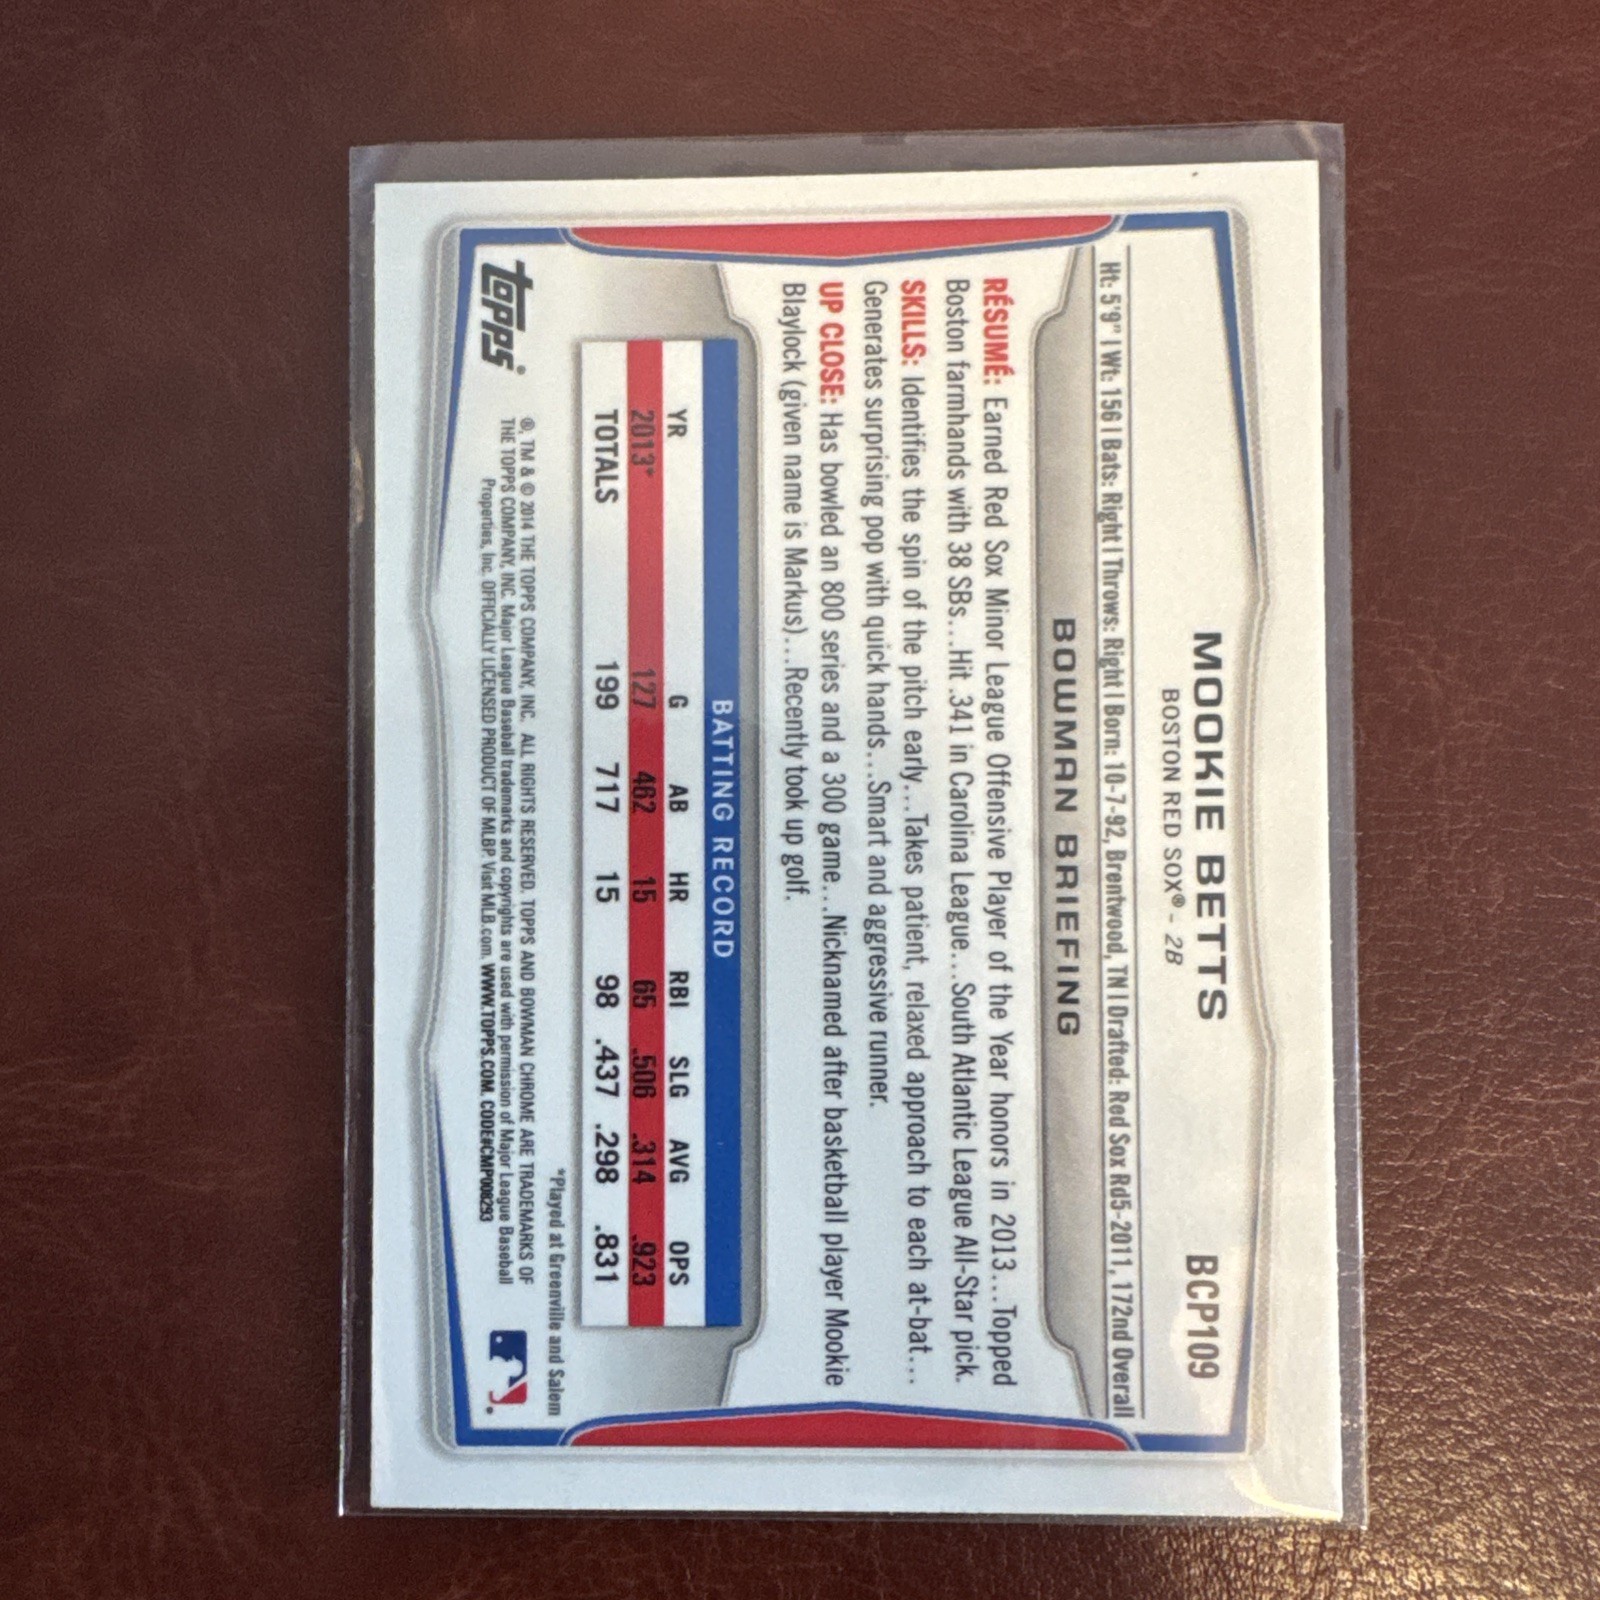 BCP109
MOOKIE BETTS
BOSTON RED SOX® - 2B
Ht: 5'9" | Wt: 156 | Bats: Right | Throws: Right | Born: 10-7-92, Brentwood, TN | Drafted: Red Sox Rd5-2011, 172nd Overall
BOWMAN BRIEFING
RÉSUMÉ: Earned Red Sox Minor League Offensive Player of the Year honors in 2013...Topped
Boston farmhands with 38 SBs...Hit .341 in Carolina League...South Atlantic League All-Star pick.
SKILLS: Identifies the spin of the pitch early...Takes patient, relaxed approach to each at-bat...
Generates surprising pop with quick hands...Smart and aggressive runner.
UP CLOSE: Has bowled an 800 series and a 300 game...Nicknamed after basketball player Mookie
Blaylock (given name is Markus)...Recently took up golf.
BATTING RECORD
YR G AB HR RBI SLG AVG OPS
2013* 127 462 15 65 .506 .314 .923
TOTALS 199 717 15 98 .437 .298 .831
*Played at Greenville and Salem
topps®
®, TM & © 2014 THE TOPPS COMPANY, INC. ALL RIGHTS RESERVED. TOPPS AND BOWMAN CHROME ARE TRADEMARKS OF
THE TOPPS COMPANY, INC. Major League Baseball trademarks and copyrights are used with permission of Major League Baseball
Properties, Inc. OFFICIALLY LICENSED PRODUCT OF MLBP. Visit MLB.com. WWW.TOPPS.COM. CODE#CMP008293